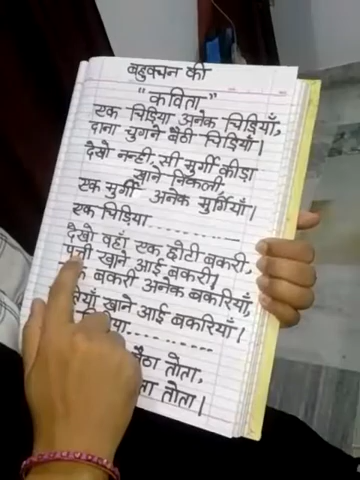 बहुवचन की
"कविता"
एक चिड़िया अनेक चिड़ियाँ,
दाना चुगने बैठी चिड़ियाँ।
देखो नन्ही-सी मुर्गी कीड़ा
खाने निकली,
एक मुर्गी अनेक मुर्गियाँ।
एक चिड़िया..............
देखो वहाँ एक छोटी बकरी,
खाने आई बकरी,
बकरी अनेक बकरियाँ,
खाने आई बकरियाँ।
..............
बैठा तोता,
तोता।